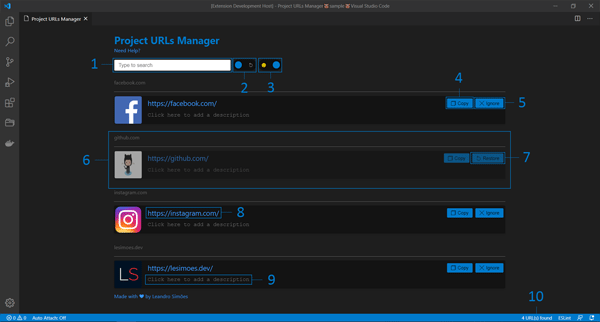 [Extension Development Host] - Project URLs Manager
sample
Visual Studio Code
Project URLs Manager
Project URLs Manager
Need Help?
1
Type to search
2
3
facebook.com
4
https://facebook.com/
Copy
Ignore
5
Click here to add a description
github.com
6
https://github.com/
Copy
Restore
7
Click here to add a description
instagram.com
https://instagram.com/
8
Copy
Ignore
Click here to add a description
lesimoes.dev
LS
https://lesimoes.dev/
Copy
Ignore
Click here to add a description
9
Made with ♥ by Leandro Simões
10
0 0
Auto Attach: Off
4 URL(s) found
ESLint